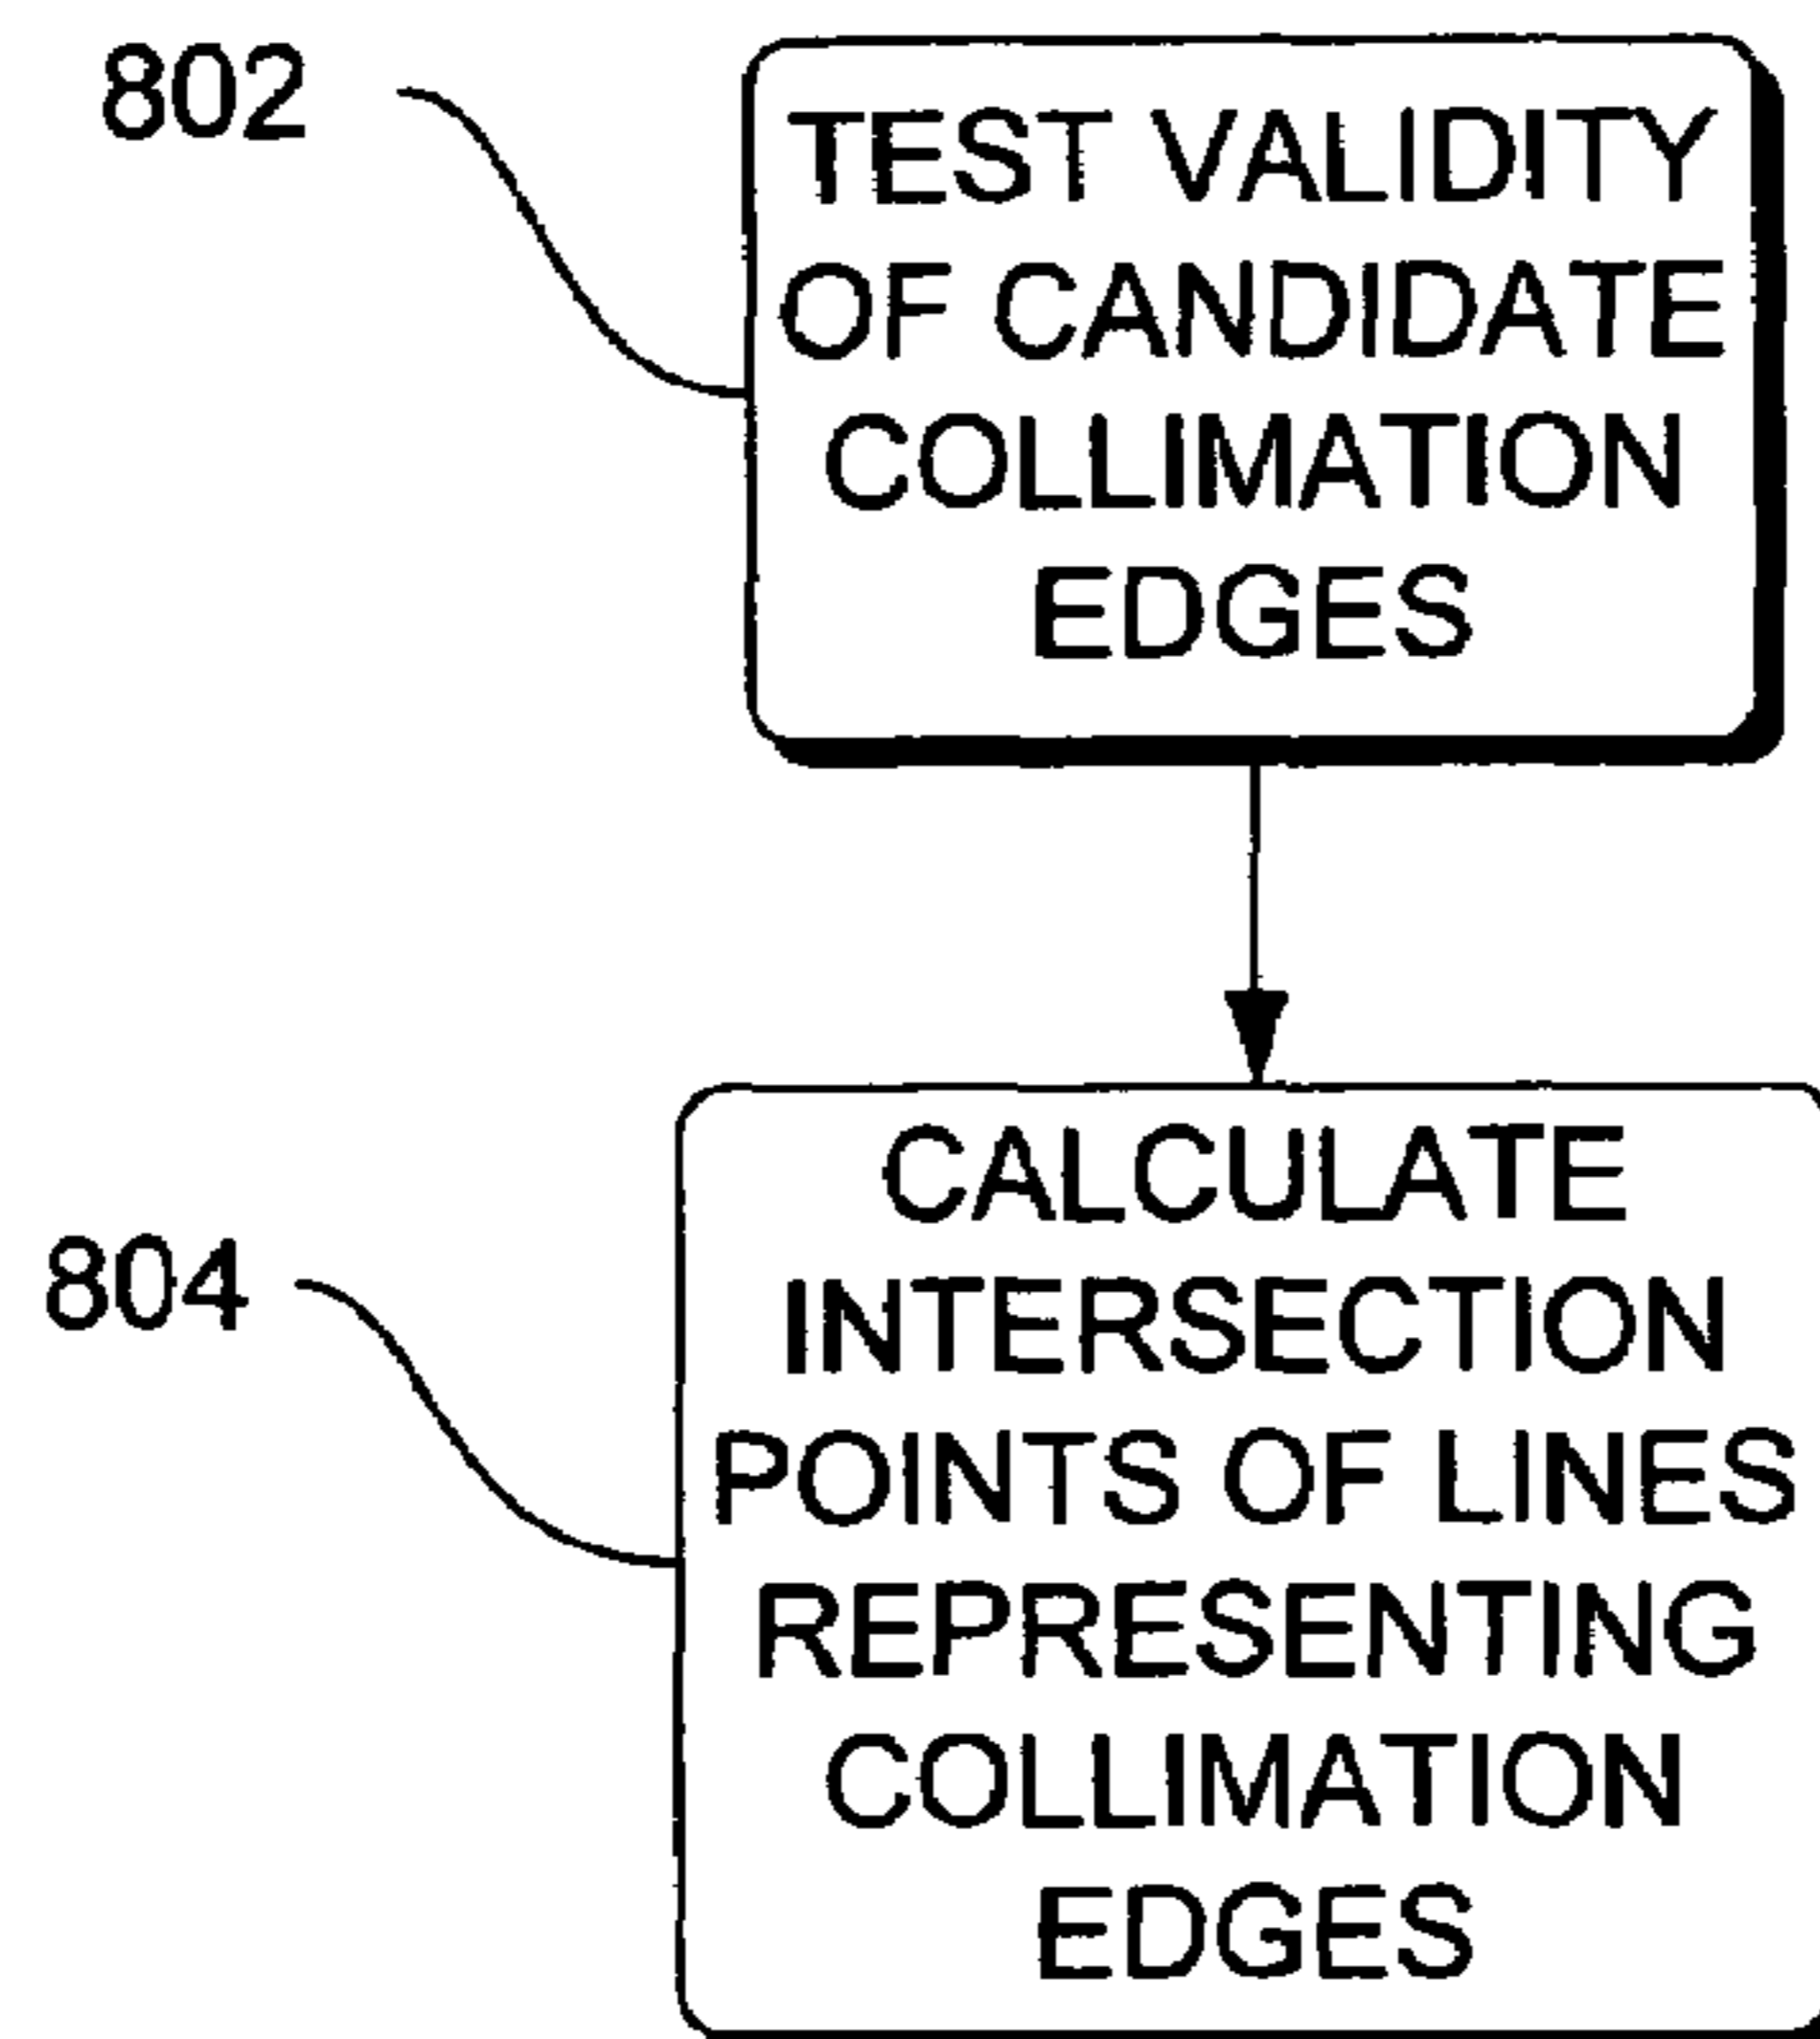 802
TEST VALIDITY
OF CANDIDATE
COLLIMATION
EDGES
804
CALCULATE
INTERSECTION
POINTS OF LINES
REPRESENTING
COLLIMATION
EDGES